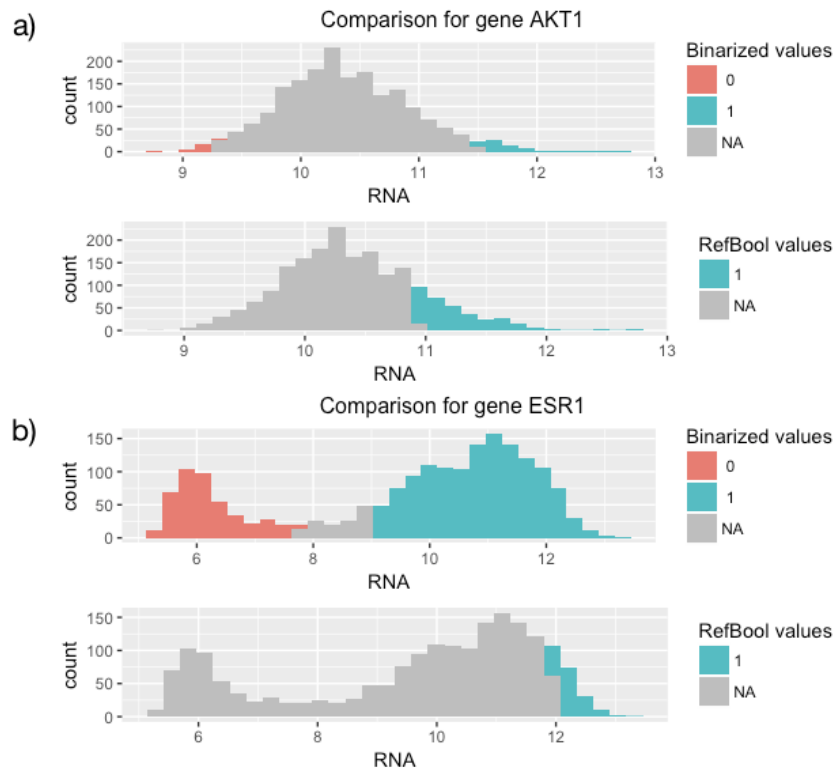 a)
Comparison for gene AKT1
200
150
100
50
0
count
9
10
11
12
13
RNA
Binarized values
0
1
NA
200
150
100
50
0
count
9
10
11
12
13
RNA
RefBool values
1
NA
b)
Comparison for gene ESR1
150
100
50
0
count
6
8
10
12
RNA
Binarized values
0
1
NA
150
100
50
0
count
6
8
10
12
RNA
RefBool values
1
NA